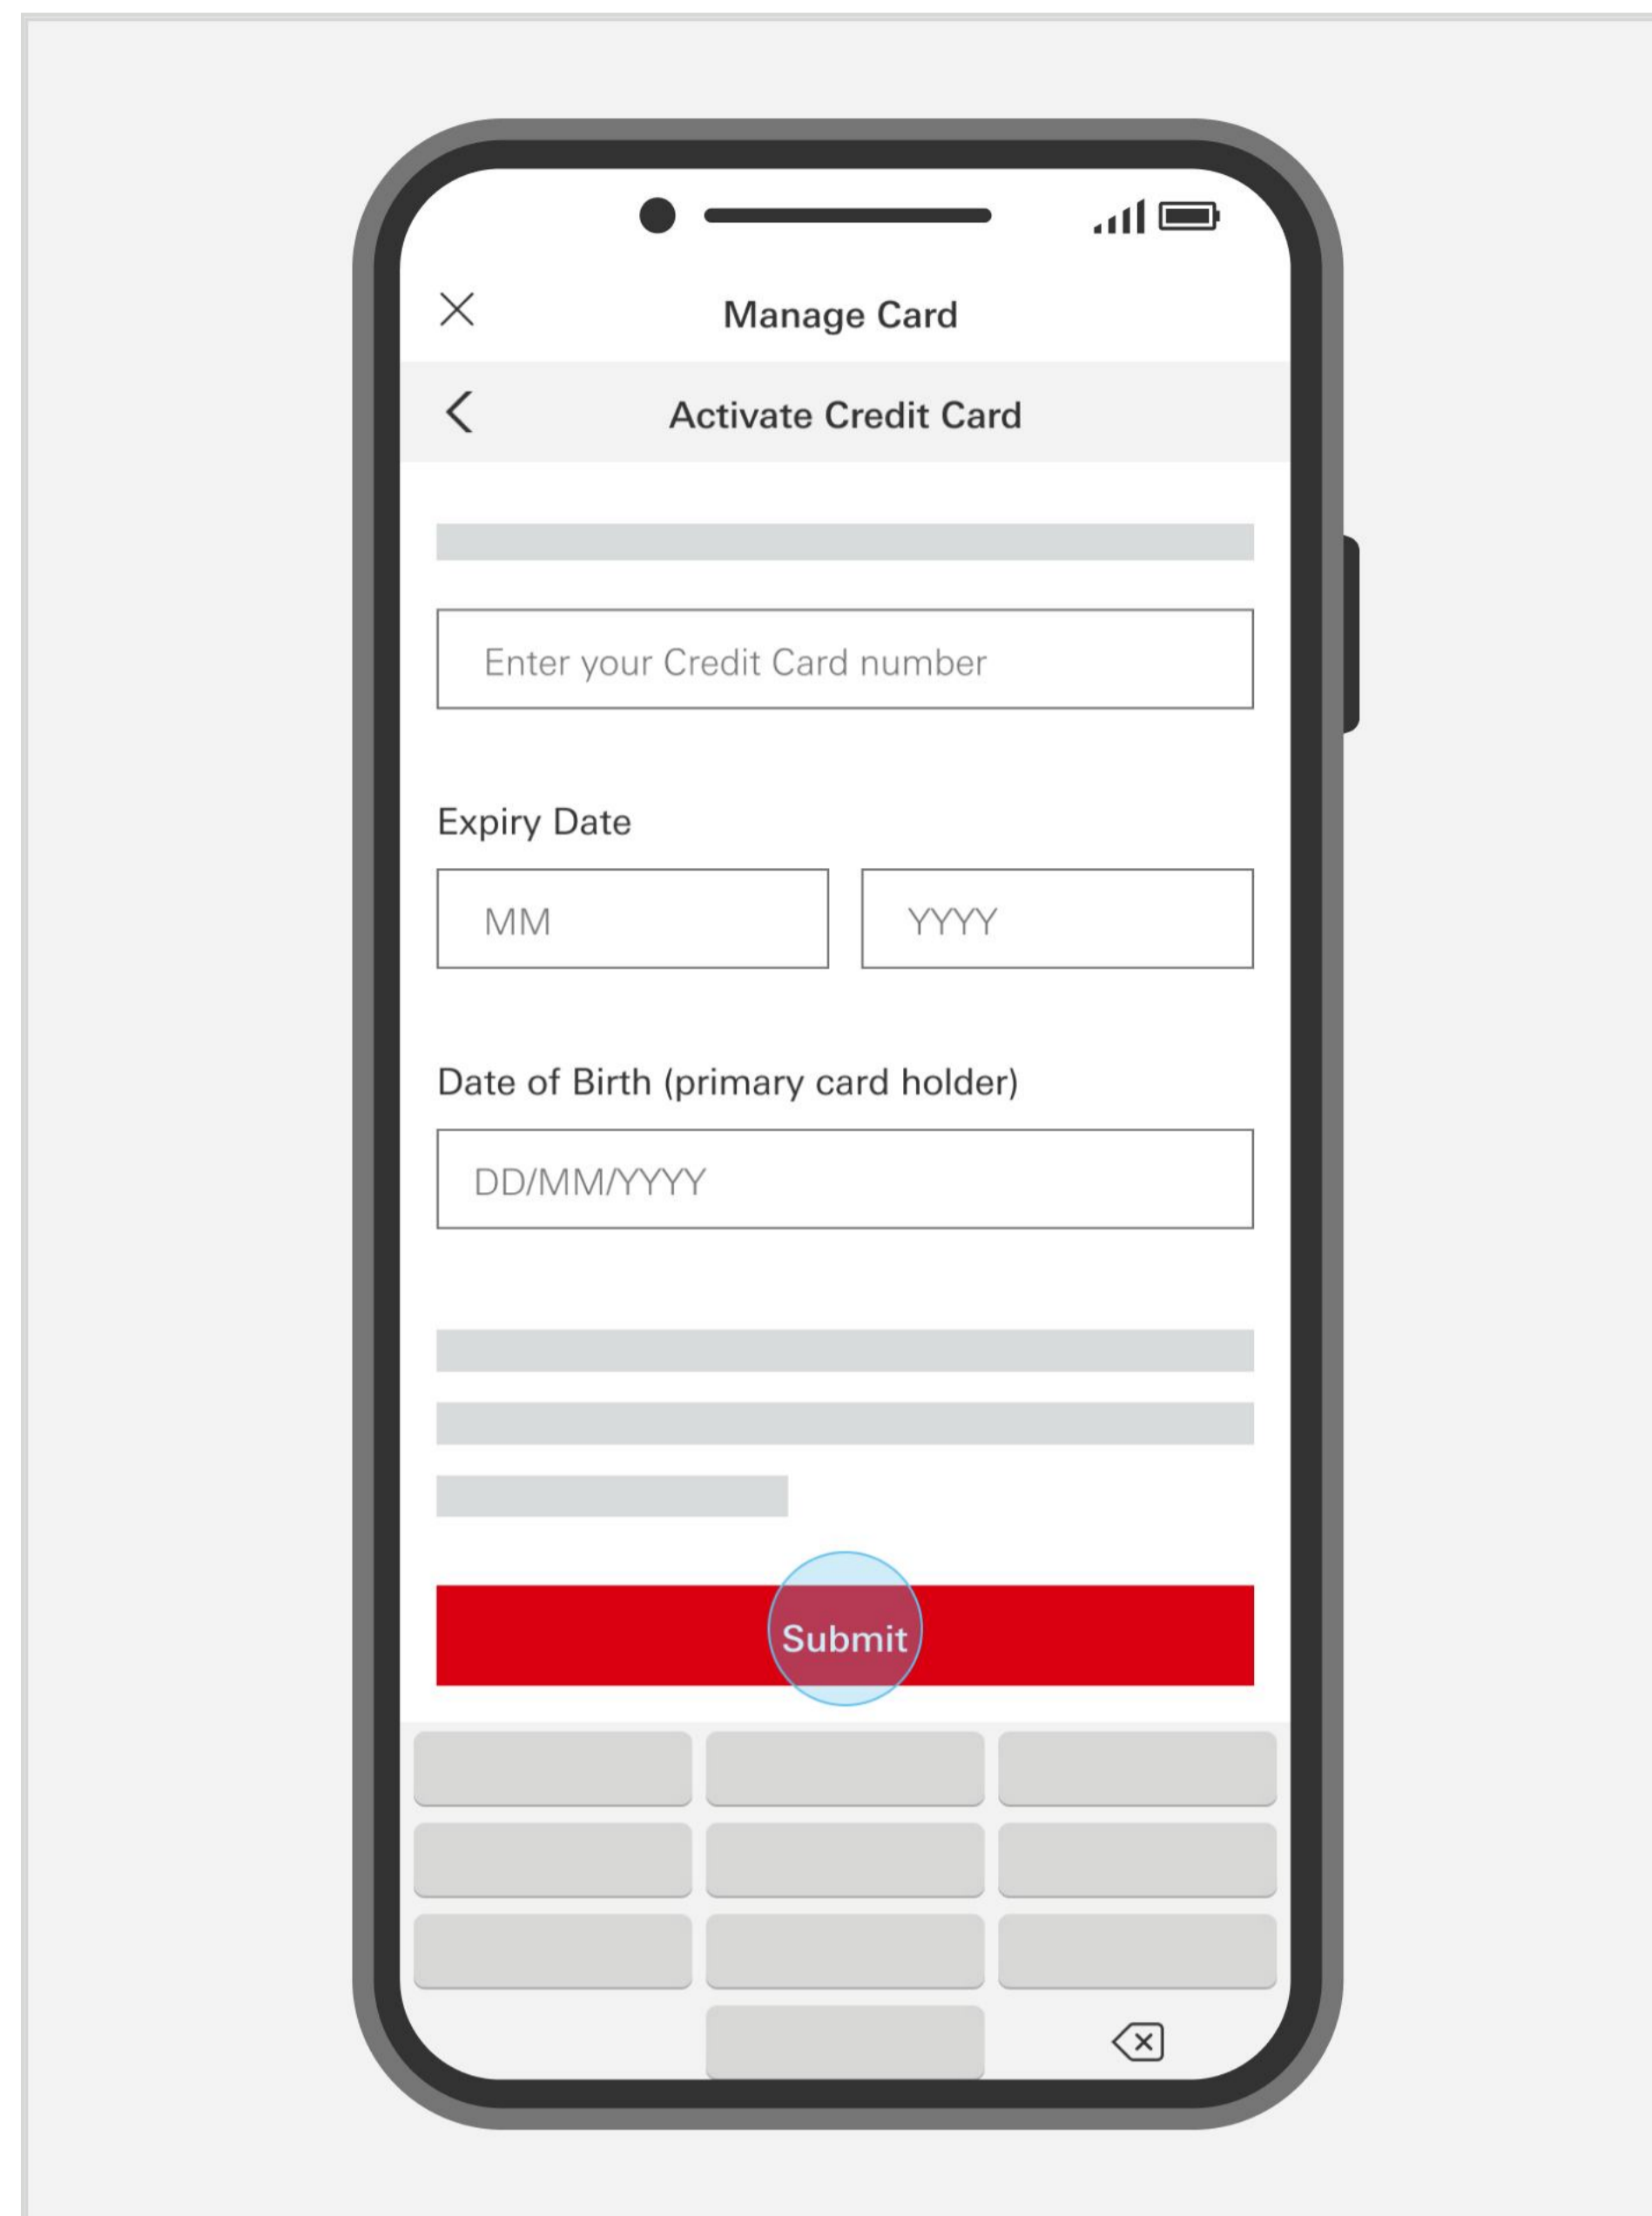 Manage Card
Activate Credit Card
Enter your Credit Card number
Expiry Date
MM YYYY
Date of Birth (primary card holder)
DD/MM/YYYY
Submit